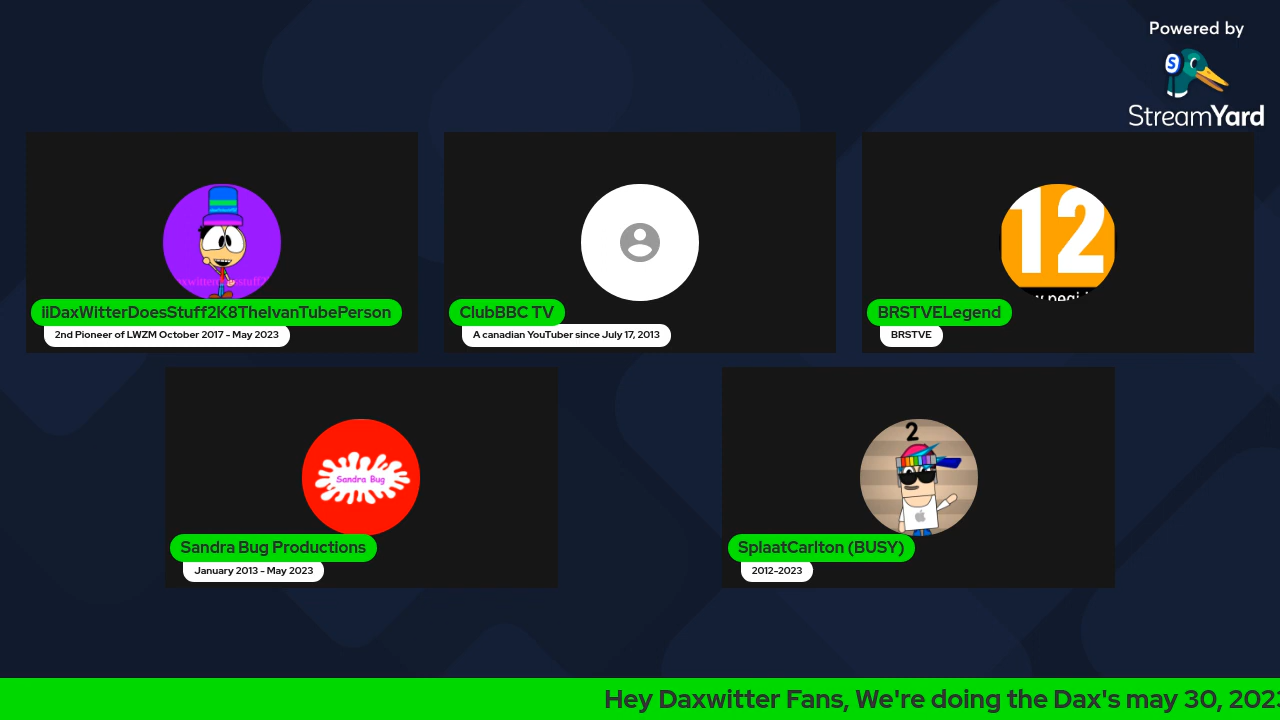 Powered by
StreamYard
iiDaxWitterDoesStuff2K8TheIvanTubePerson
2nd Pioneer of LWZM October 2017 - May 2023
ClubBBC TV
A canadian YouTuber since July 17, 2013
12
BRSTVELegend
BRSTVE
Sandra Bug
Sandra Bug Productions
January 2013 - May 2023
2
SplaatCarlton (BUSY)
2012-2023
Hey Daxwitter Fans, We're doing the Dax's may 30, 2023